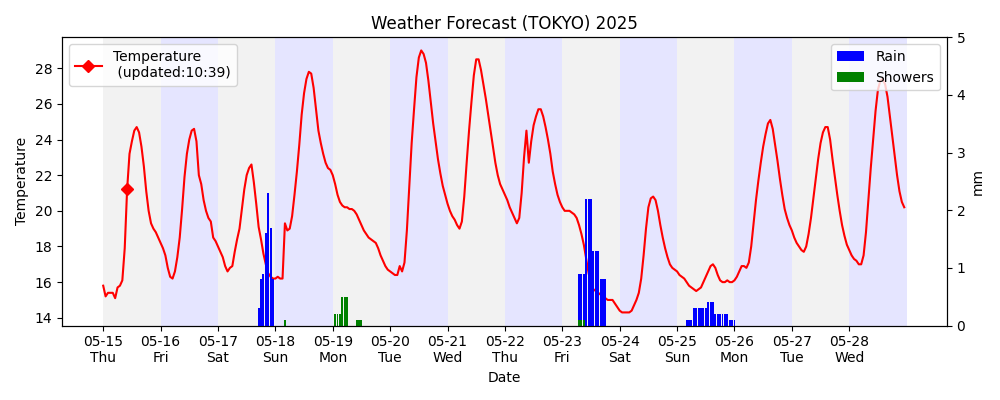 Weather Forecast (TOKYO) 2025
Temperature
(updated:10:39)
Rain
Showers
Temperature
28
26
24
22
20
18
16
14
5
4
3
2
1
0
mm
05-15 05-16 05-17 05-18 05-19 05-20 05-21 05-22 05-23 05-24 05-25 05-26 05-27 05-28
Thu Fri Sat Sun Mon Tue Wed Thu Fri Sat Sun Mon Tue Wed
Date